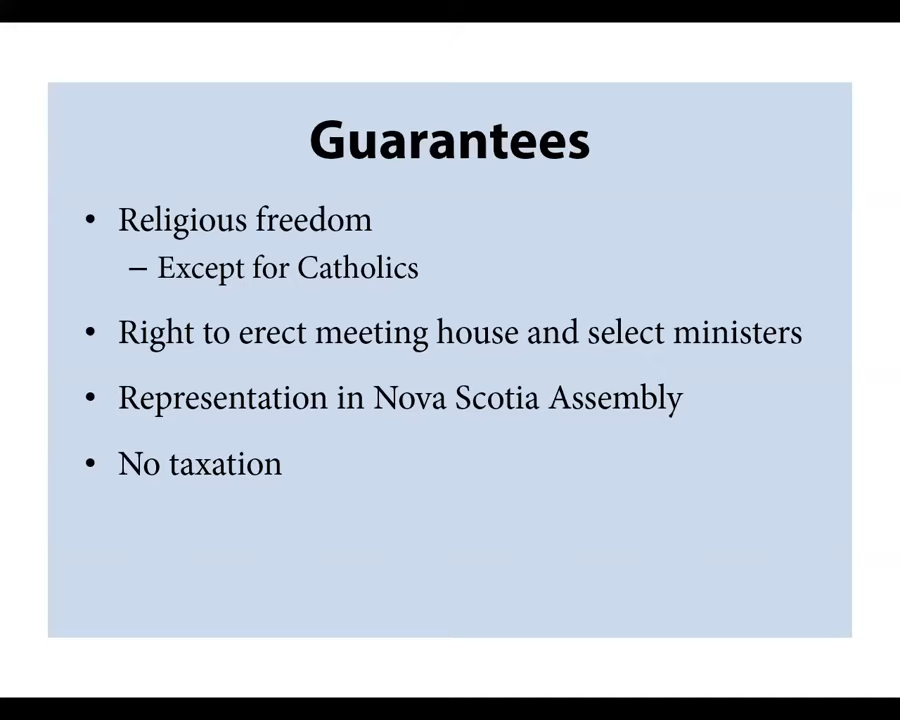 Guarantees
• Religious freedom
– Except for Catholics
• Right to erect meeting house and select ministers
• Representation in Nova Scotia Assembly
• No taxation